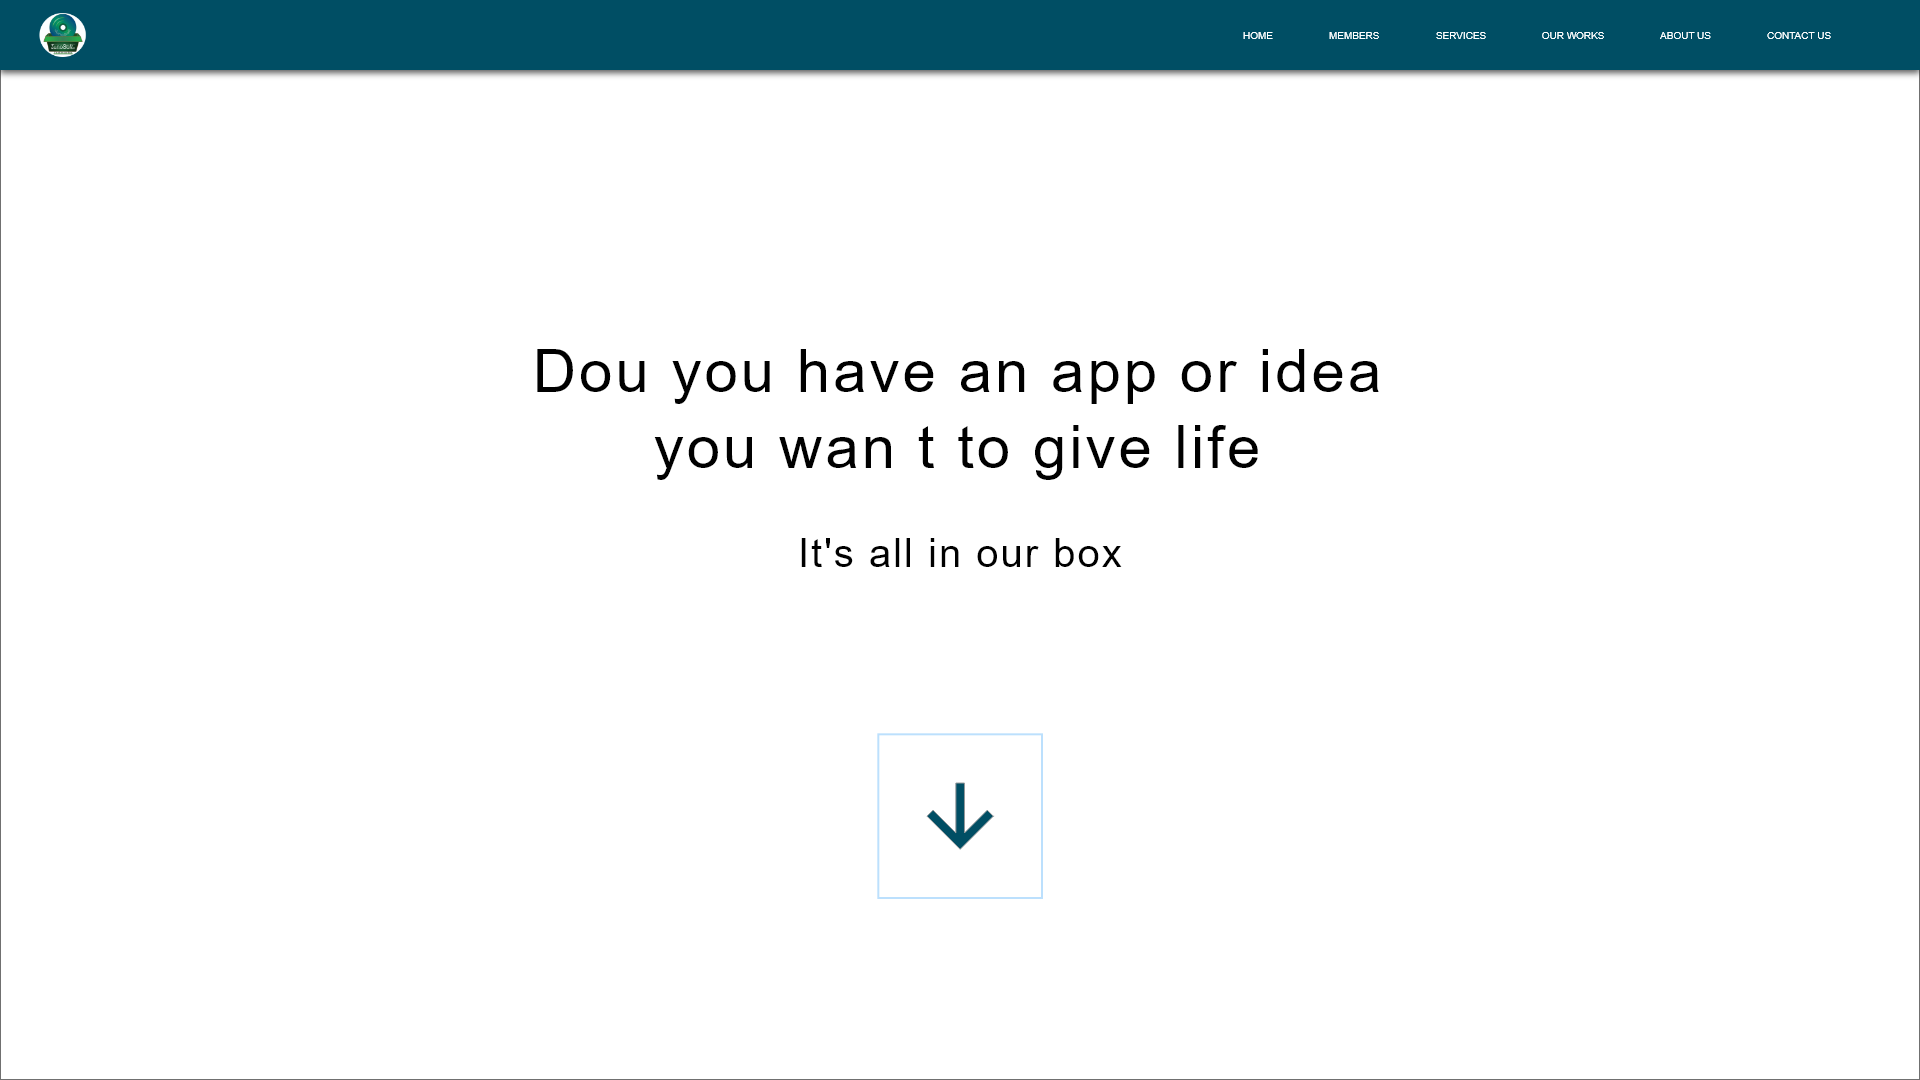 HOME MEMBERS SERVICES OUR WORKS ABOUT US CONTACT US
Dou you have an app or idea
you wan t to give life
It's all in our box